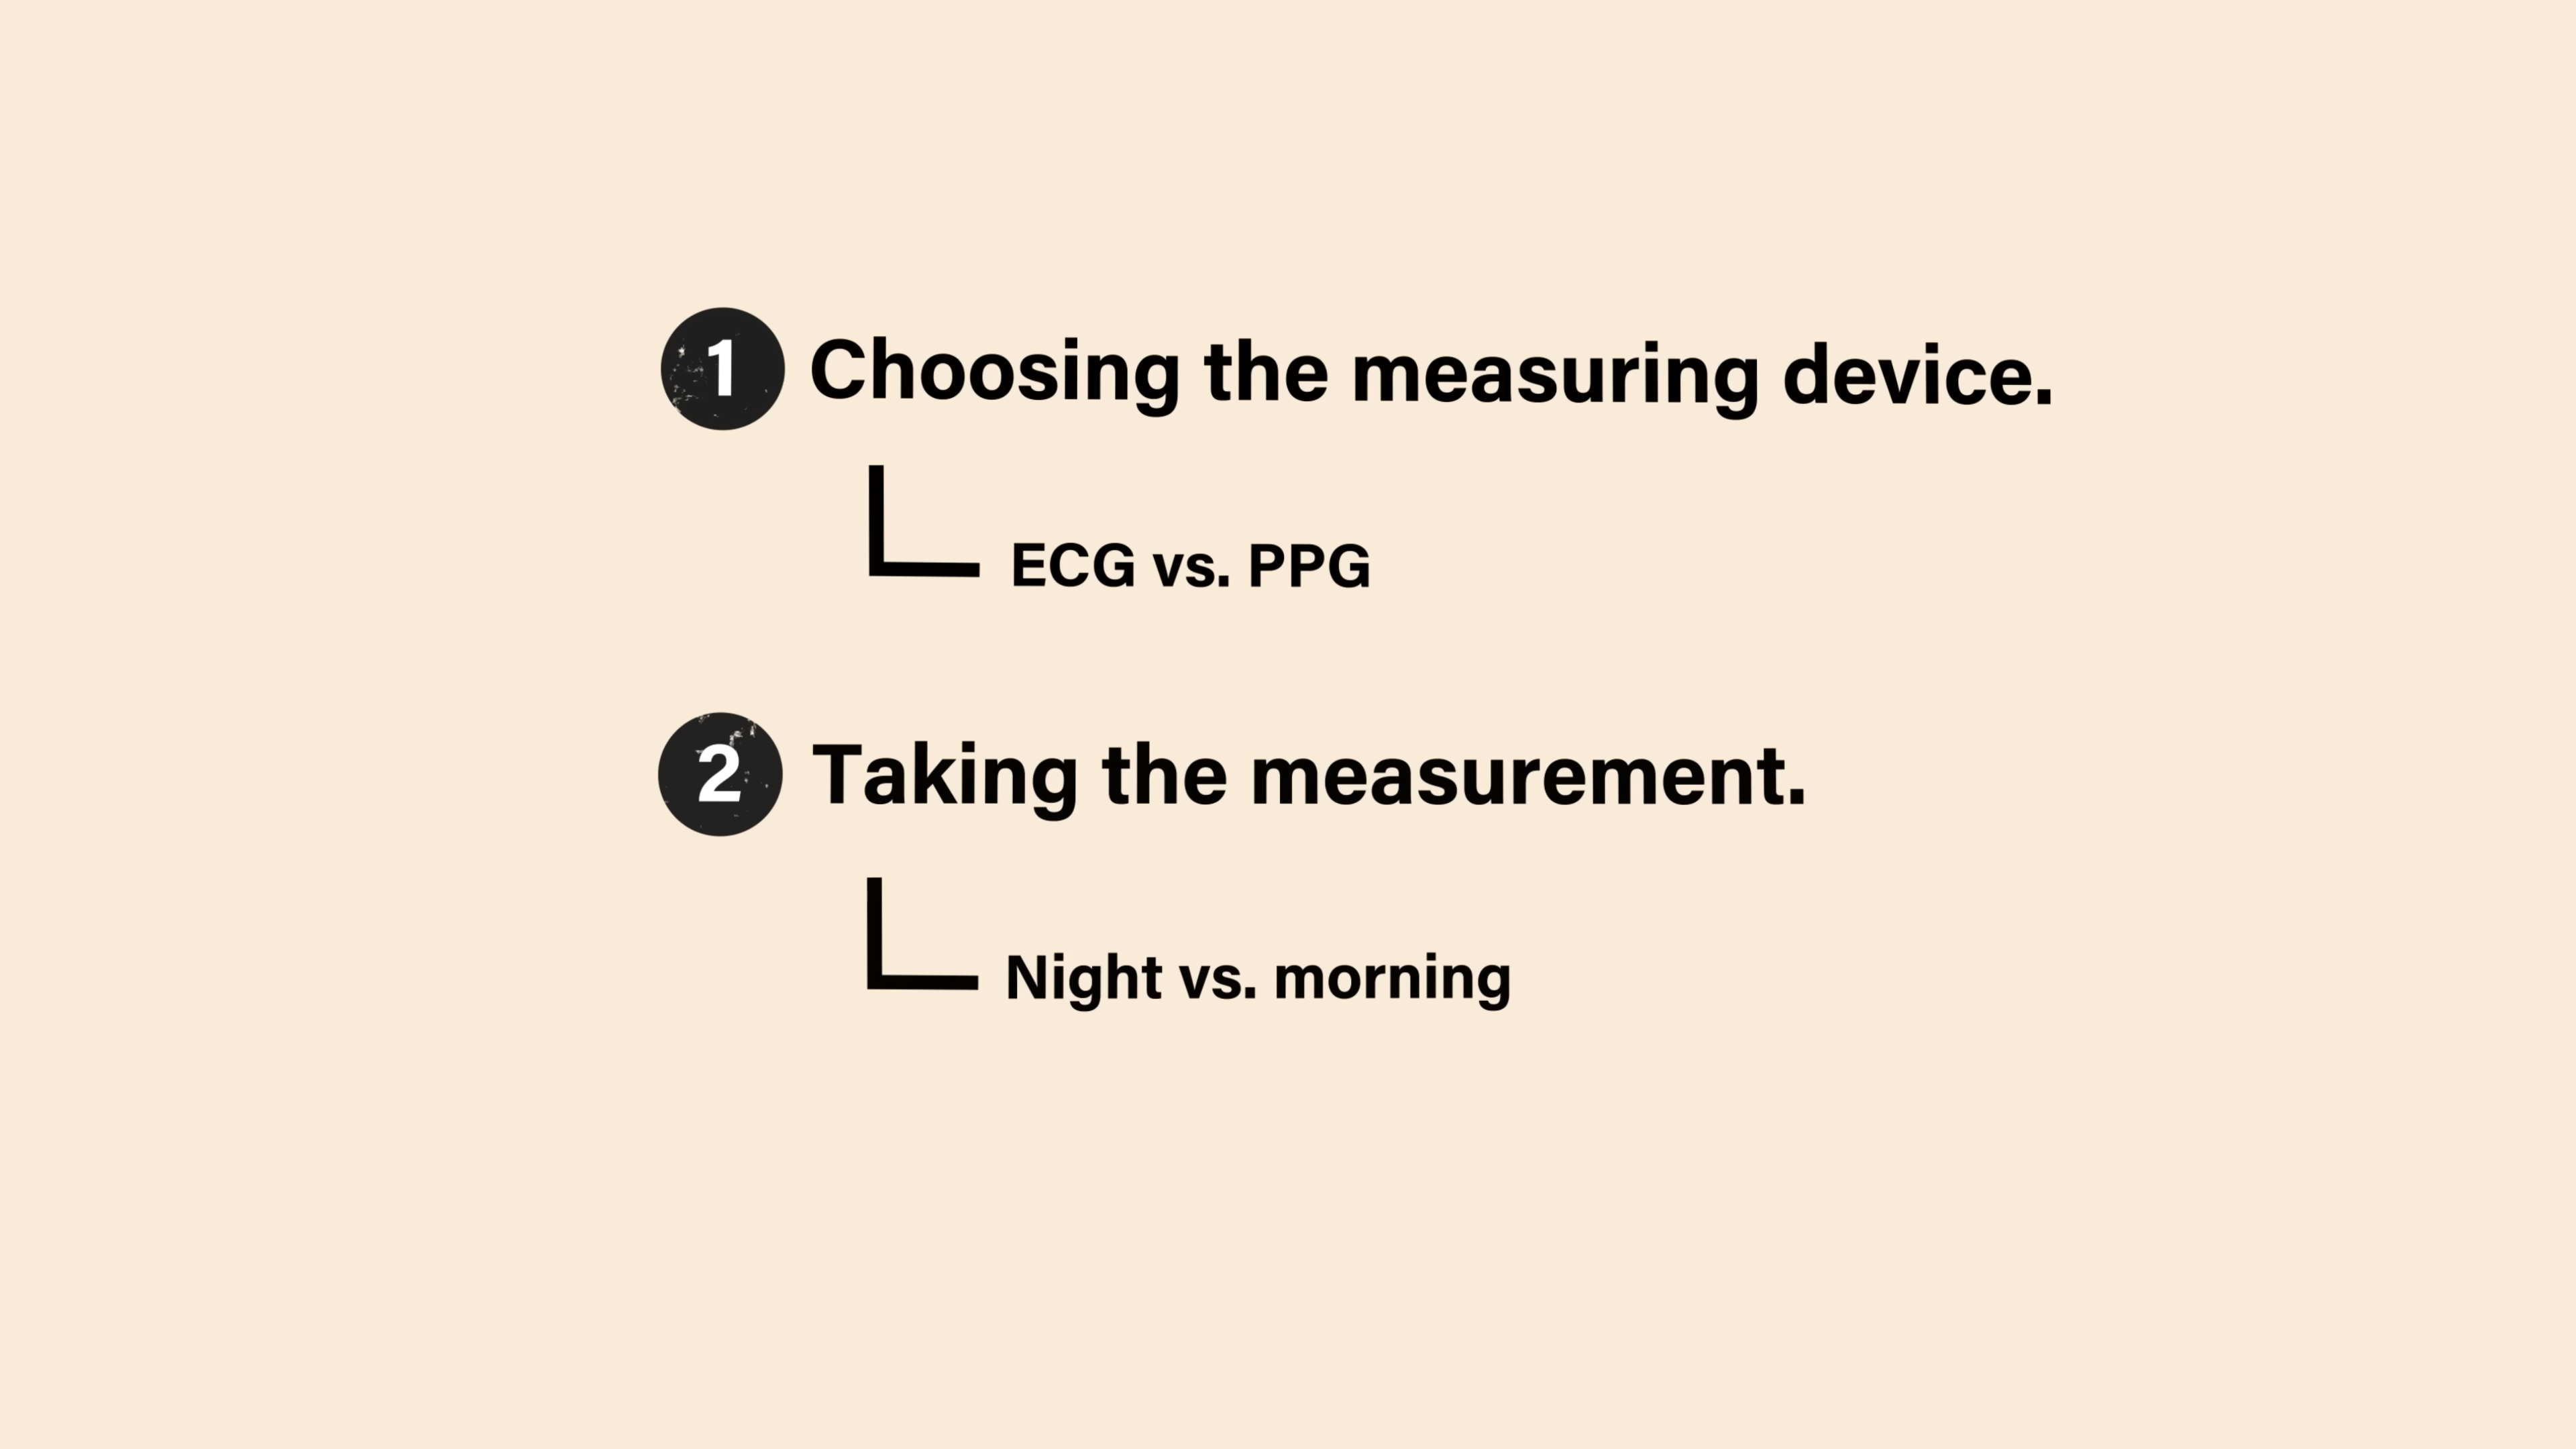 1 Choosing the measuring device.
ECG vs. PPG
2 Taking the measurement.
Night vs. morning